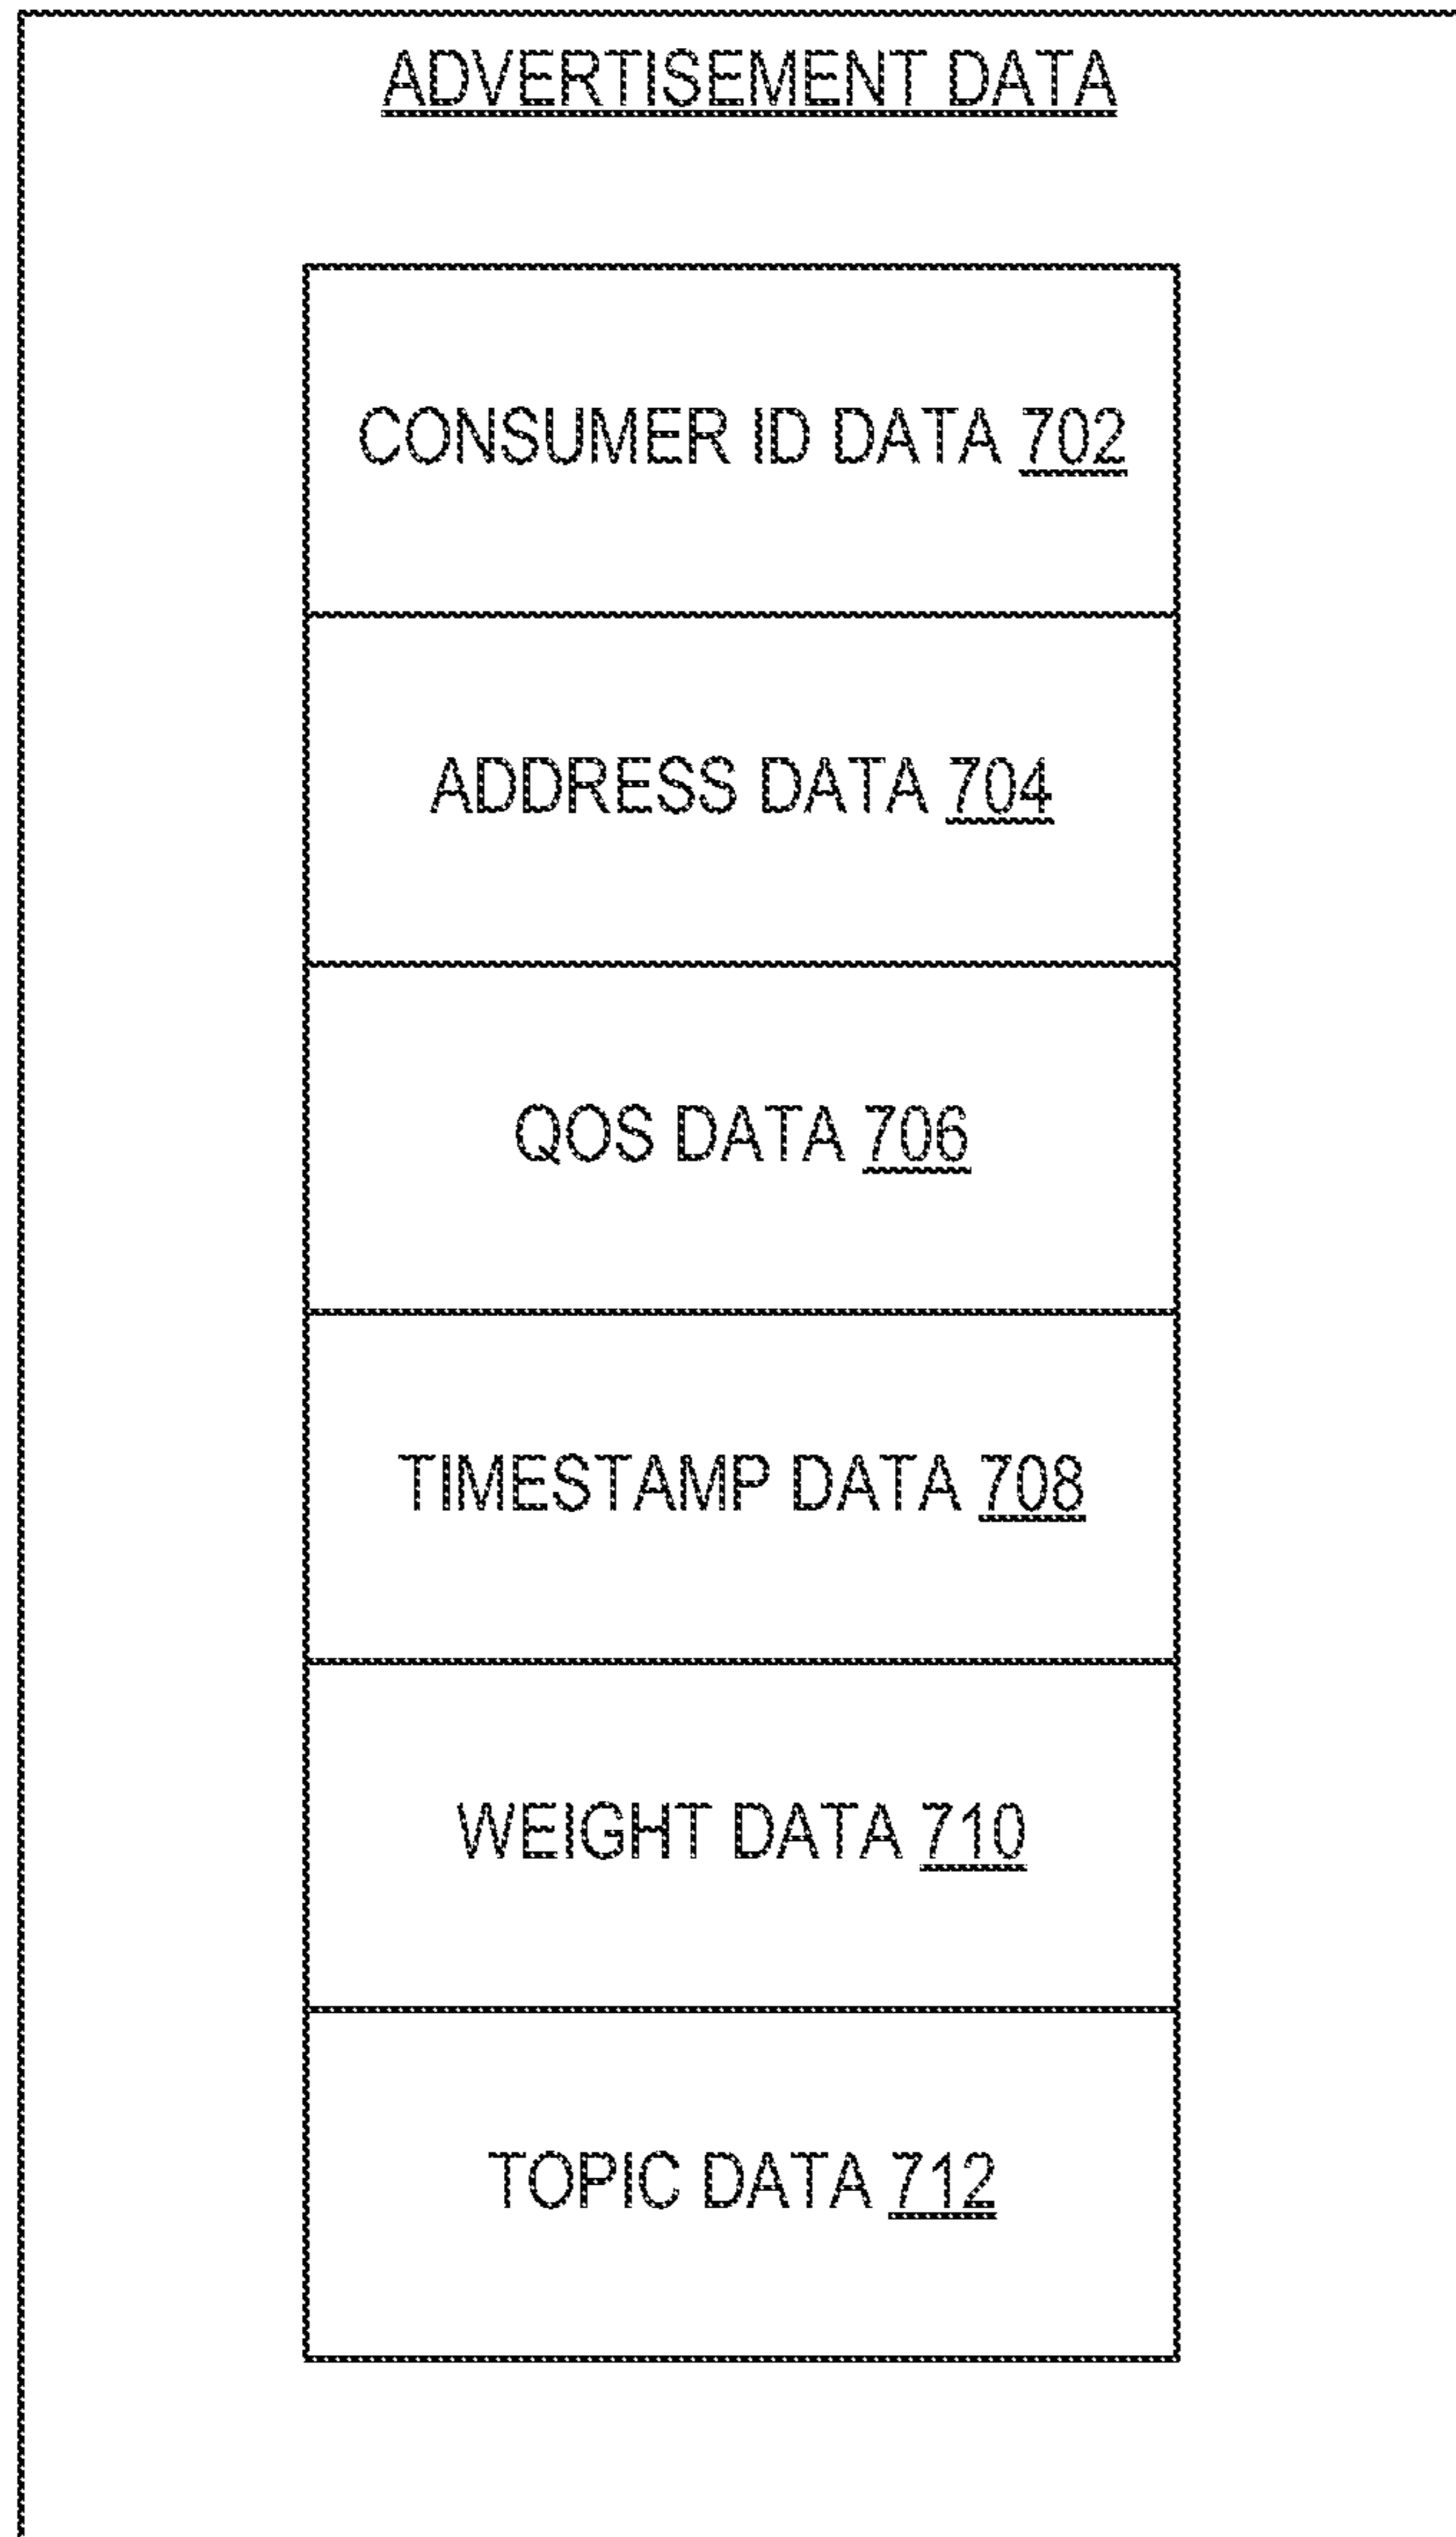 ADVERTISEMENT DATA
CONSUMER ID DATA 702
ADDRESS DATA 704
QOS DATA 706
TIMESTAMP DATA 708
WEIGHT DATA 710
TOPIC DATA 712